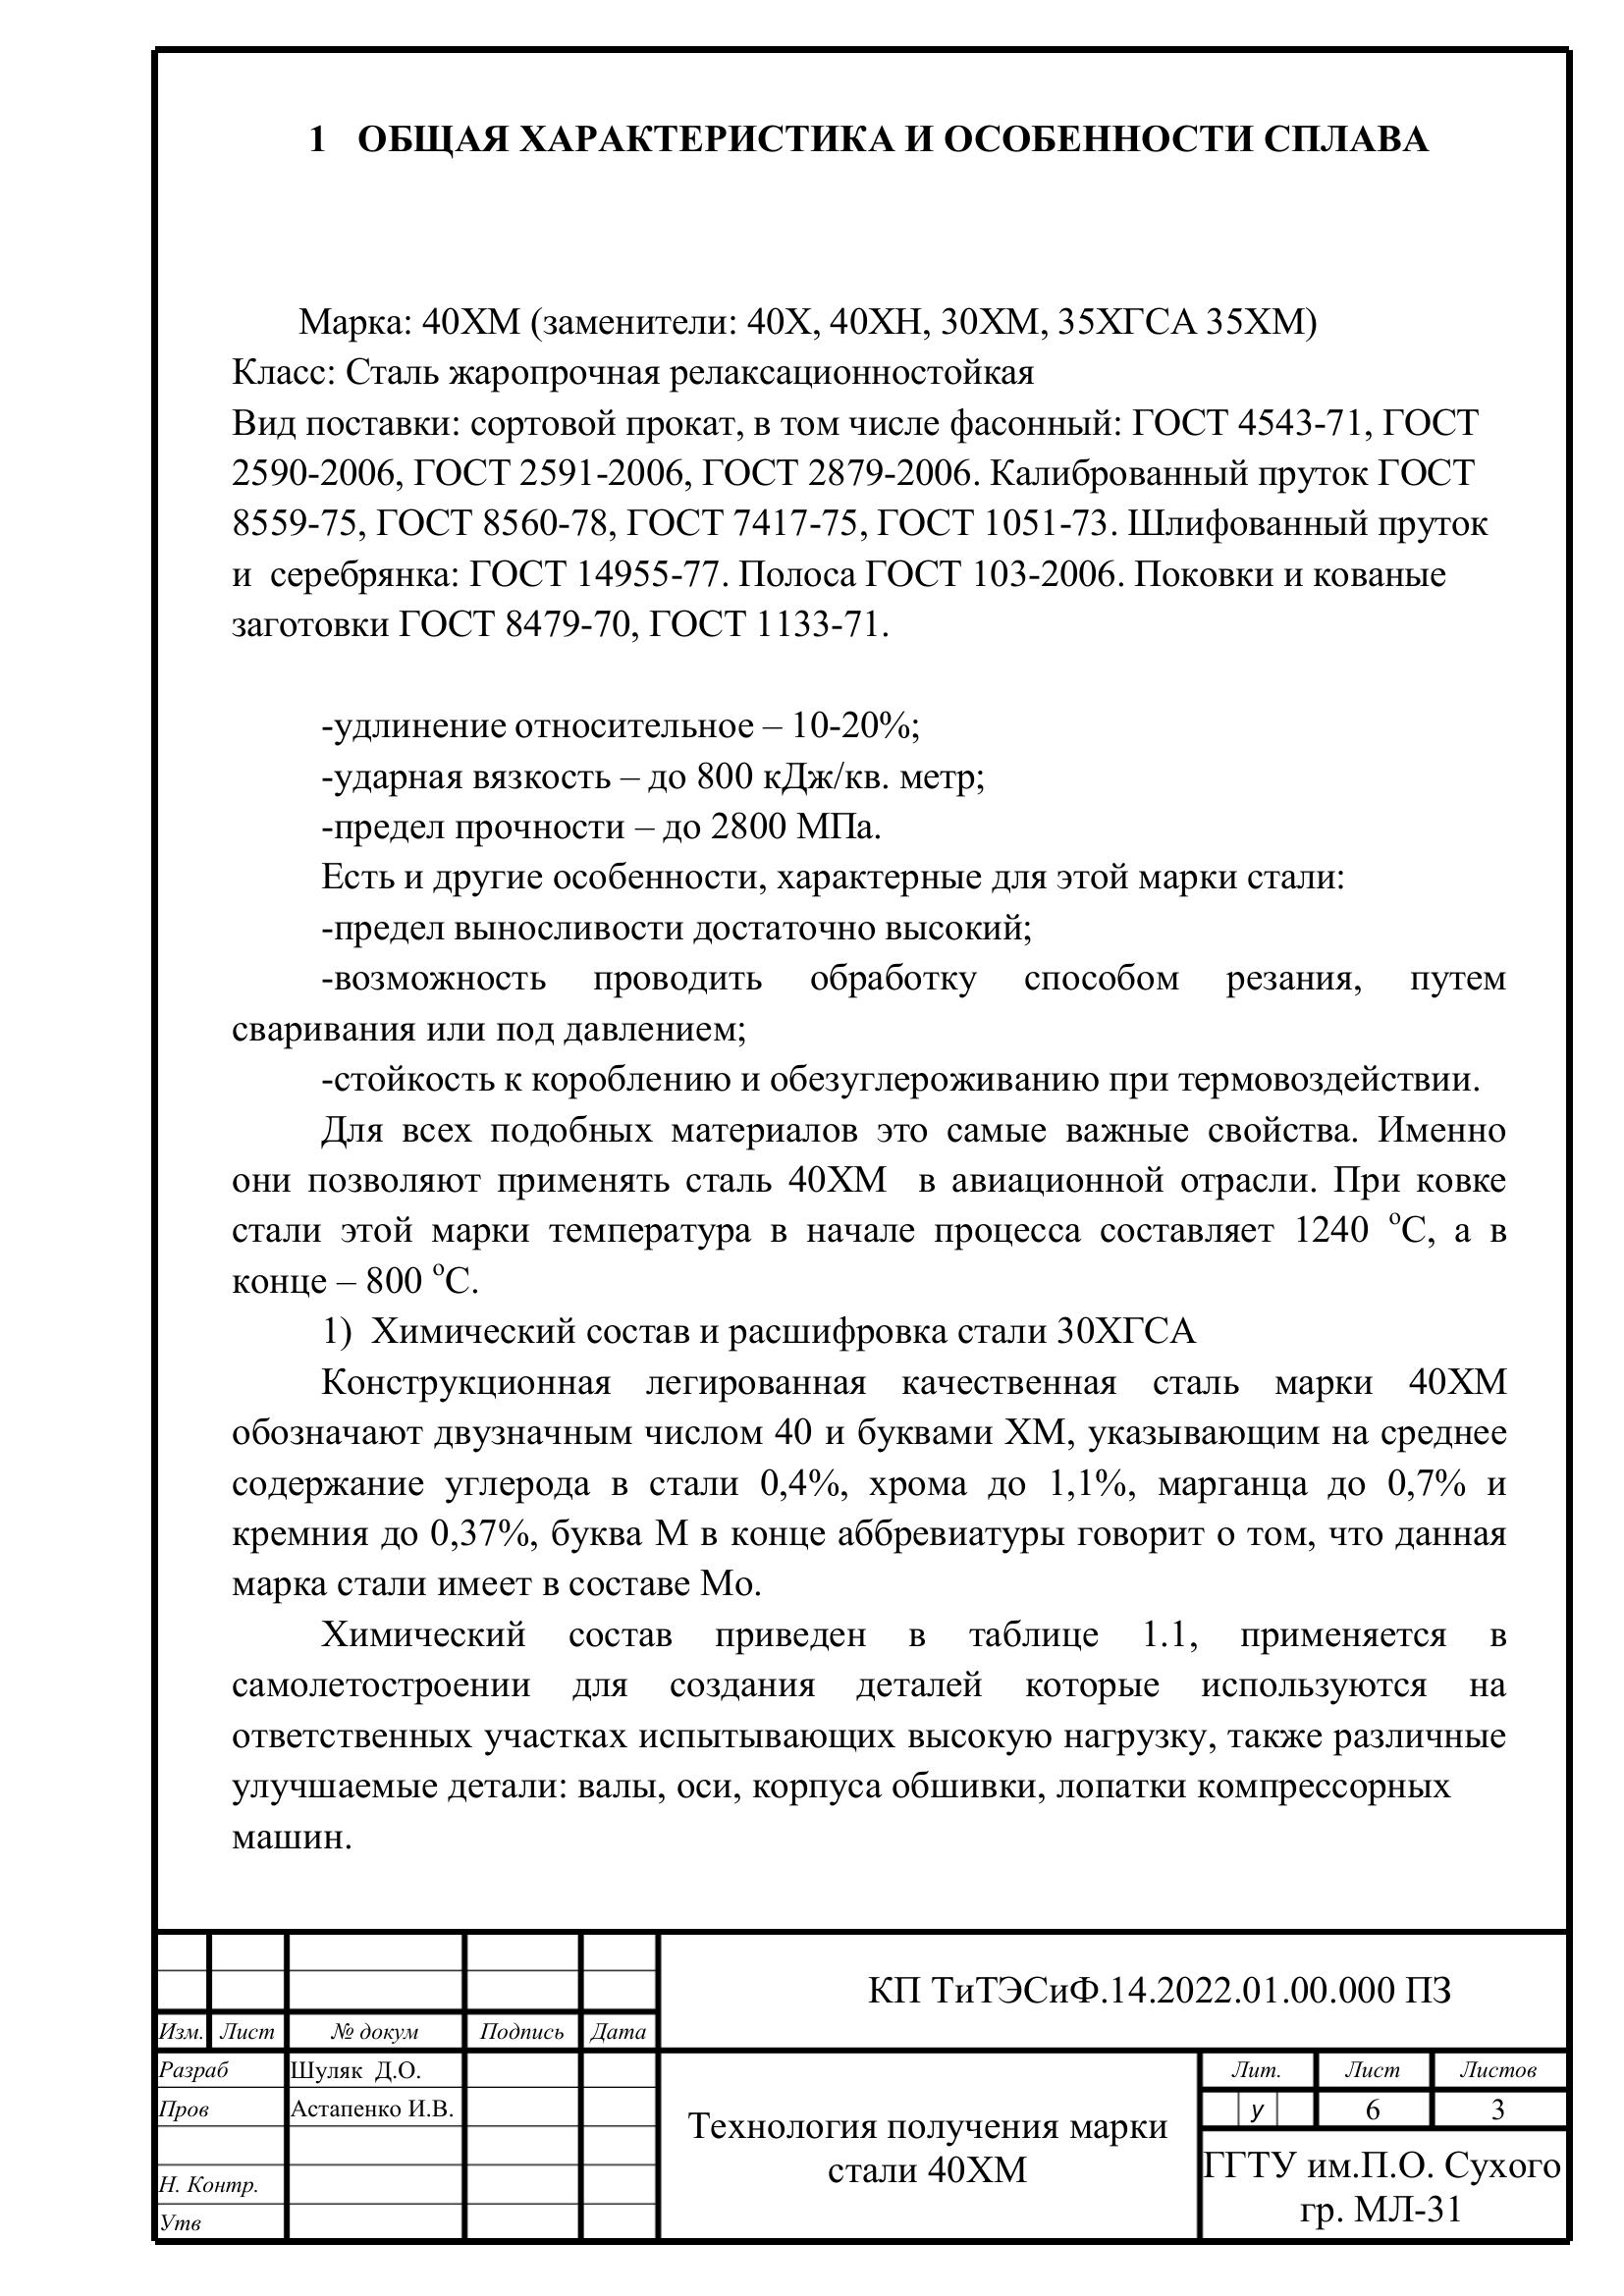 1 ОБЩАЯ ХАРАКТЕРИСТИКА И ОСОБЕННОСТИ СПЛАВА
Марка: 40ХМ (заменители: 40Х, 40ХН, 30ХМ, 35ХГСА 35ХМ)
Класс: Сталь жаропрочная релаксационностойкая
Вид поставки: сортовой прокат, в том числе фасонный: ГОСТ 4543-71, ГОСТ
2590-2006, ГОСТ 2591-2006, ГОСТ 2879-2006. Калиброванный пруток ГОСТ
8559-75, ГОСТ 8560-78, ГОСТ 7417-75, ГОСТ 1051-73. Шлифованный пруток
и серебрянка: ГОСТ 14955-77. Полоса ГОСТ 103-2006. Поковки и кованые
заготовки ГОСТ 8479-70, ГОСТ 1133-71.
-удлинение относительное – 10-20%;
-ударная вязкость – до 800 кДж/кв. метр;
-предел прочности – до 2800 МПа.
Есть и другие особенности, характерные для этой марки стали:
-предел выносливости достаточно высокий;
-возможность проводить обработку способом резания, путем
сваривания или под давлением;
-стойкость к короблению и обезуглероживанию при термовоздействии.
Для всех подобных материалов это самые важные свойства. Именно
они позволяют применять сталь 40ХМ в авиационной отрасли. При ковке
стали этой марки температура в начале процесса составляет 1240 °С, а в
конце – 800 °С.
1) Химический состав и расшифровка стали 30ХГСА
Конструкционная легированная качественная сталь марки 40ХМ
обозначают двузначным числом 40 и буквами ХМ, указывающим на среднее
содержание углерода в стали 0,4%, хрома до 1,1%, марганца до 0,7% и
кремния до 0,37%, буква М в конце аббревиатуры говорит о том, что данная
марка стали имеет в составе Мо.
Химический состав приведен в таблице 1.1, применяется в
самолетостроении для создания деталей которые используются на
ответственных участках испытывающих высокую нагрузку, также различные
улучшаемые детали: валы, оси, корпуса обшивки, лопатки компрессорных
машин.
КП ТиТЭСиФ.14.2022.01.00.000 ПЗ
Изм. Лист № докум Подпись Дата
Разраб Шуляк Д.О.
Пров Астапенко И.В.
Н. Контр.
Утв
Технология получения марки
стали 40ХМ
Лит. Лист Листов
у 6 3
ГГТУ им.П.О. Сухого
гр. МЛ-31